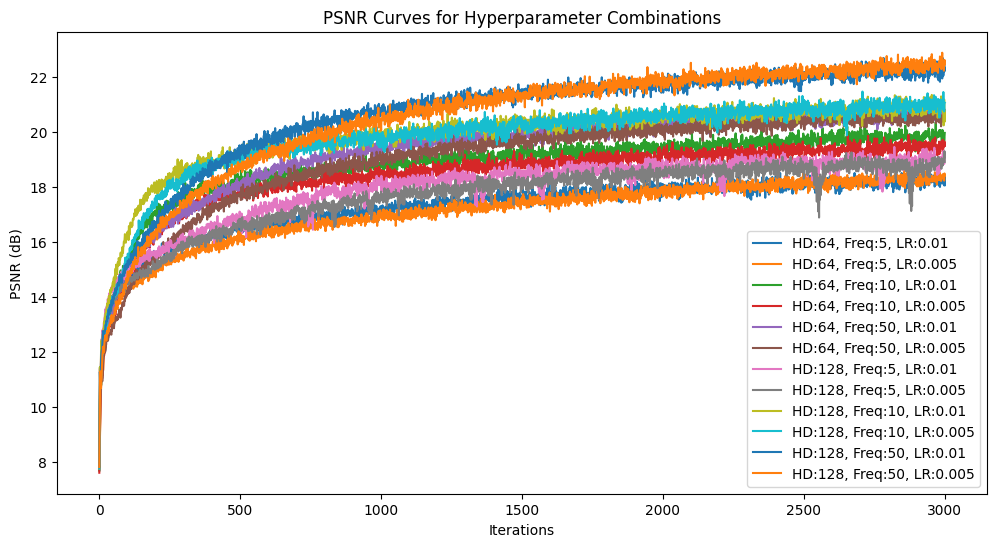 PSNR Curves for Hyperparameter Combinations
PSNR (dB)
22
20
18
16
14
12
10
8
HD:64, Freq:5, LR:0.01
HD:64, Freq:5, LR:0.005
HD:64, Freq:10, LR:0.01
HD:64, Freq:10, LR:0.005
HD:64, Freq:50, LR:0.01
HD:64, Freq:50, LR:0.005
HD:128, Freq:5, LR:0.01
HD:128, Freq:5, LR:0.005
HD:128, Freq:10, LR:0.01
HD:128, Freq:10, LR:0.005
HD:128, Freq:50, LR:0.01
HD:128, Freq:50, LR:0.005
0 500 1000 1500 2000 2500 3000
Iterations